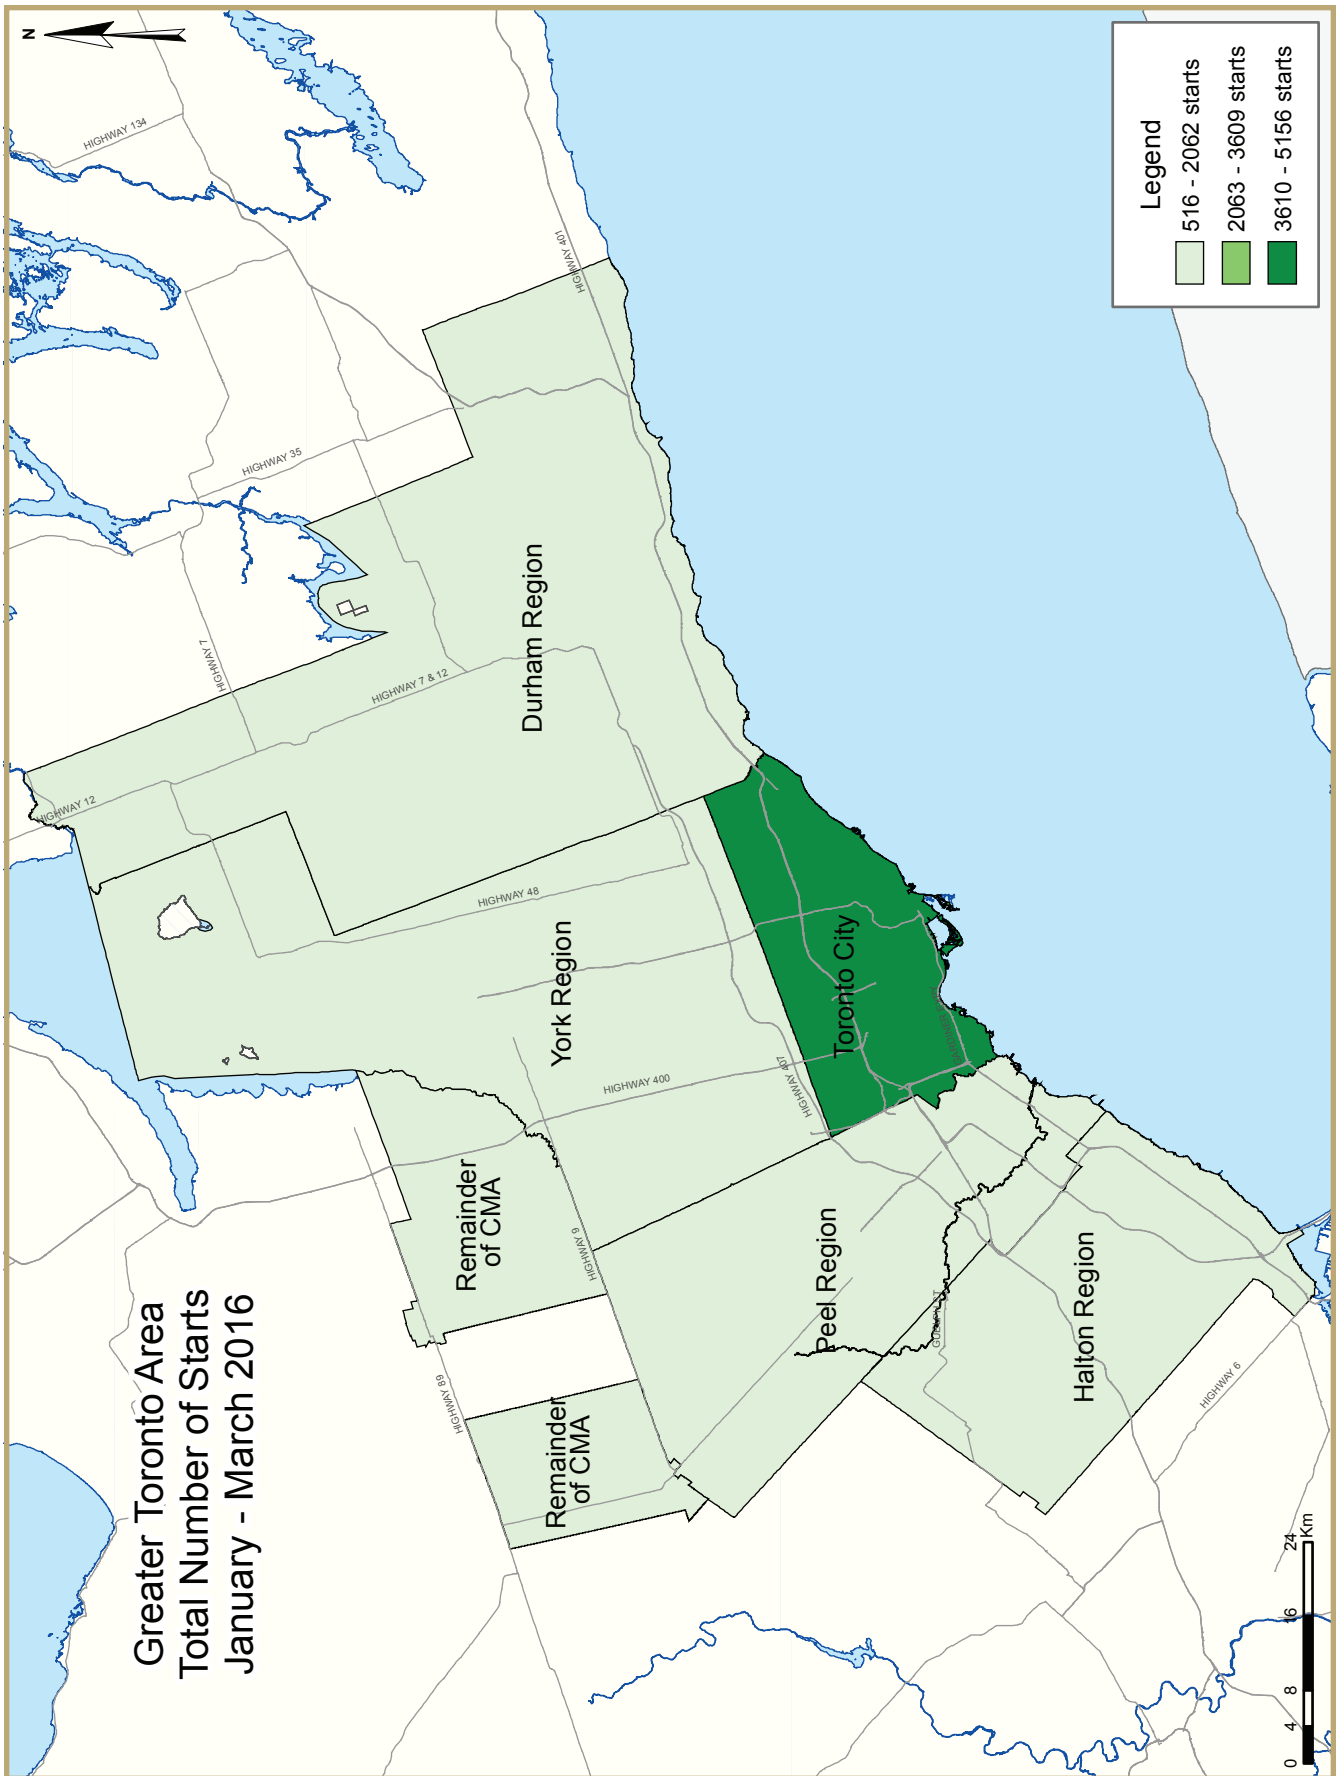 Greater Toronto Area
Total Number of Starts
January - March 2016
N
HIGHWAY 134
HIGHWAY 401
HIGHWAY 35
HIGHWAY 7
HIGHWAY 7 & 12
HIGHWAY 12
Durham Region
HIGHWAY 48
York Region
Toronto City
HIGHWAY 400
HIGHWAY 407
Remainder
of CMA
HIGHWAY 9
Peel Region
HIGHWAY 89
Remainder
of CMA
Halton Region
HIGHWAY 6
Legend
516 - 2062 starts
2063 - 3609 starts
3610 - 5156 starts
0 4 8 16 24
Km